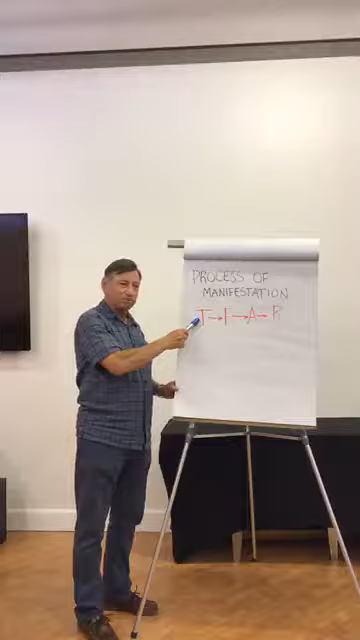 PROCESS OF
MANIFESTATION
T→F→A→R